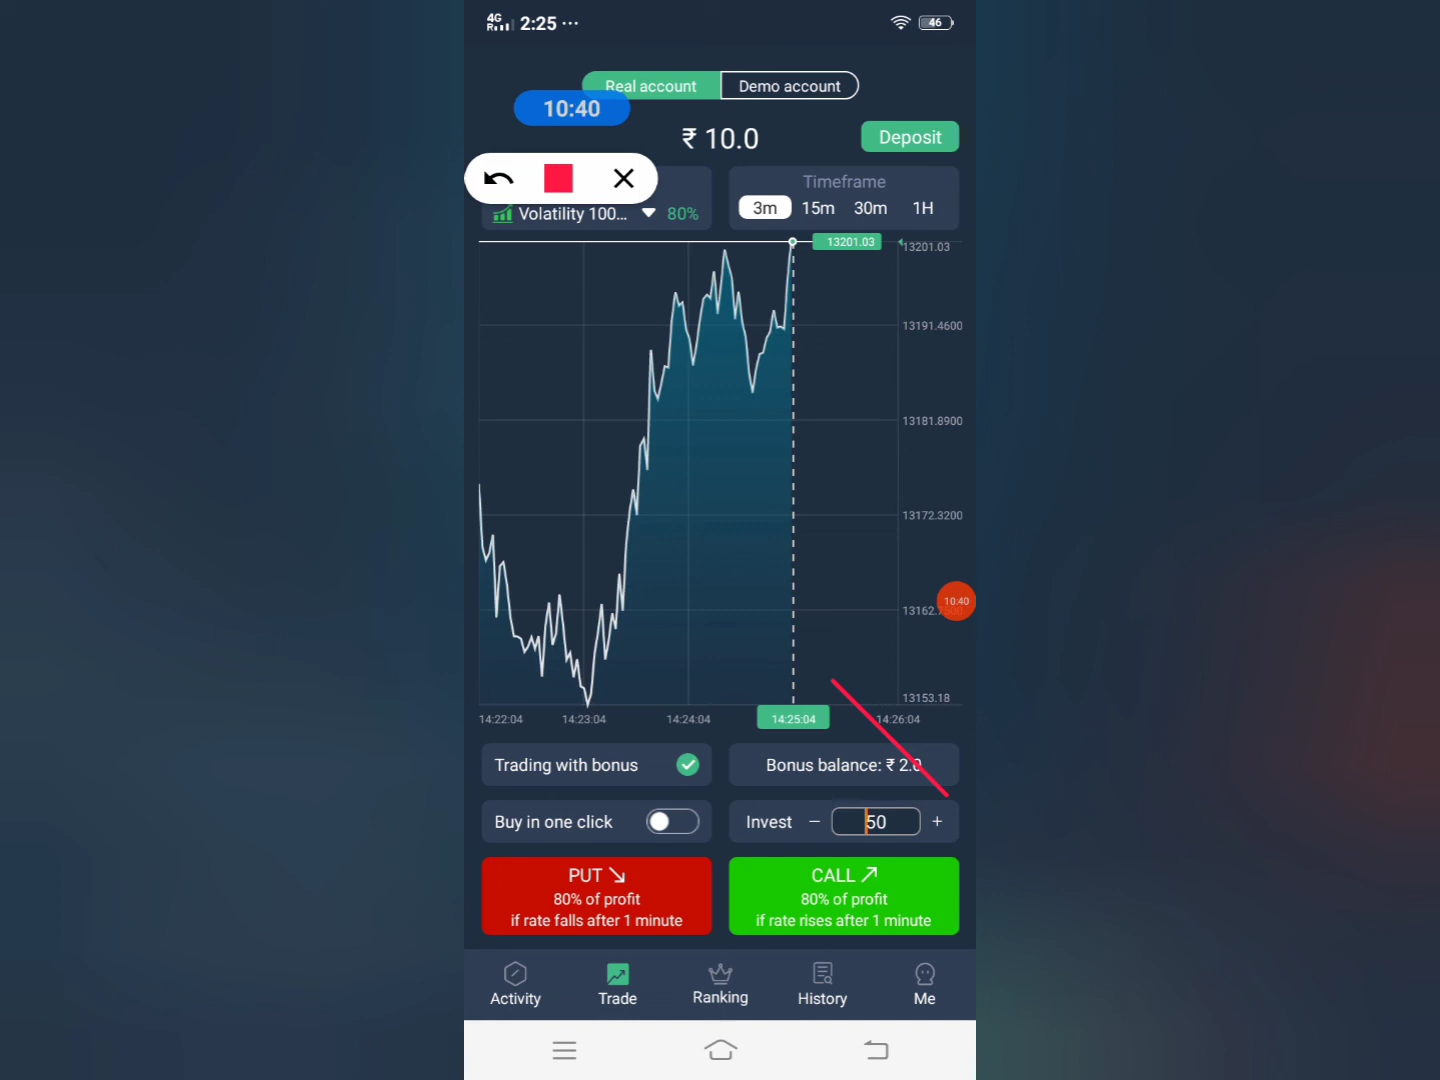 4G
R 2:25 ...
46
Real account
Demo account
10:40
₹ 10.0
Deposit
Timeframe
Volatility 100...
80%
3m 15m 30m 1H
13201.03
13201.03
13191.4600
13181.8900
13172.3200
10:40
13162.
13153.18
14:22:04 14:23:04 14:24:04 14:25:04 14:26:04
Trading with bonus
Bonus balance: ₹ 2.0
Buy in one click
Invest − 50 +
PUT
80% of profit
if rate falls after 1 minute
CALL
80% of profit
if rate rises after 1 minute
Activity
Trade
Ranking
History
Me